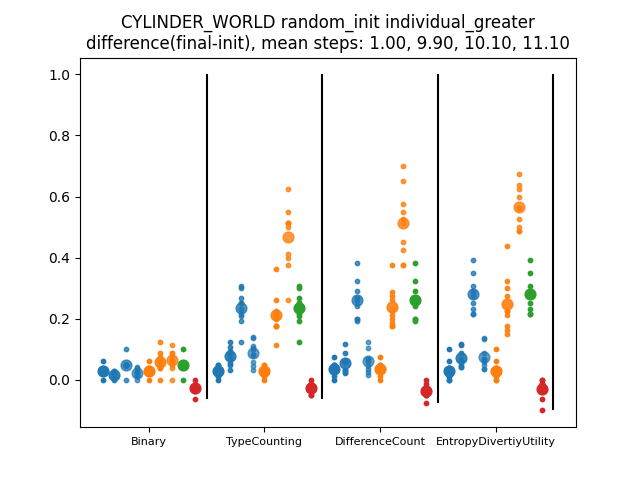 CYLINDER_WORLD random_init individual_greater
difference(final-init), mean steps: 1.00, 9.90, 10.10, 11.10
1.0
0.8
0.6
0.4
0.2
0.0
Binary TypeCounting DifferenceCount EntropyDivertiyUtility